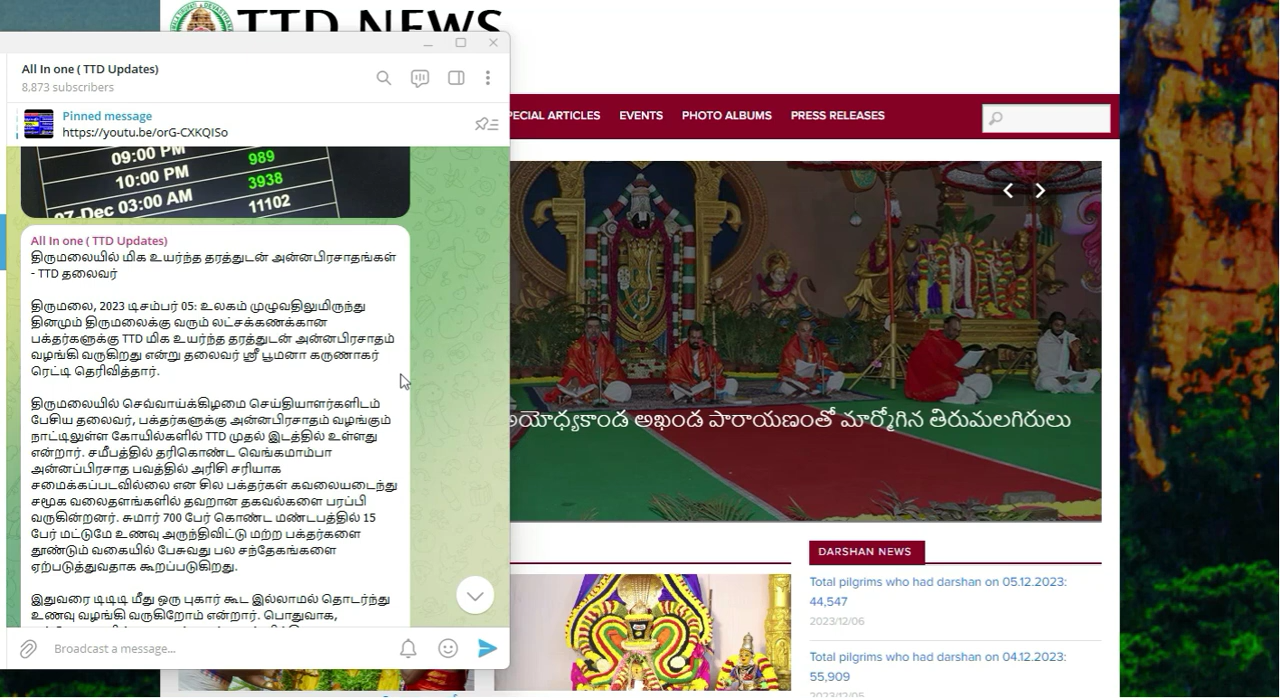 TTD NEWS
All In one ( TTD Updates)
8,873 subscribers
Pinned message
https://youtu.be/orG-CXKQISo
PECIAL ARTICLES EVENTS PHOTO ALBUMS PRESS RELEASES
09:00 PM 989
10:00 PM 3938
07-Dec 03:00 AM 11102
All In one ( TTD Updates)
திருமலையில் மிக உயர்ந்த தரத்துடன் அன்னபிரசாதங்கள்
- TTD தலைவர்
திருமலை, 2023 டிசம்பர் 05: உலகம் முழுவதிலுமிருந்து
தினமும் திருமலைக்கு வரும் லட்சக்கணக்கான
பக்தர்களுக்கு TTD மிக உயர்ந்த தரத்துடன் அன்னபிரசாதம்
வழங்கி வருகிறது என்று தலைவர் ஸ்ரீ பூமனா கருணாகர்
ரெட்டி தெரிவித்தார்.
திருமலையில் செவ்வாய்க்கிழமை செய்தியாளர்களிடம்
பேசிய தலைவர், பக்தர்களுக்கு அன்னபிரசாதம் வழங்கும்
நாட்டிலுள்ள கோயில்களில் TTD முதல் இடத்தில் உள்ளது
என்றார். சமீபத்தில் தரிகொண்ட வெங்கமாம்பா
அன்னப்பிரசாத பவத்தில் அரிசி சரியாக
சமைக்கப்படவில்லை என சில பக்தர்கள் கவலையடைந்து
சமூக வலைதளங்களில் தவறான தகவல்களை பரப்பி
வருகின்றனர். சுமார் 700 பேர் கொண்ட மண்டபத்தில் 15
பேர் மட்டுமே உணவு அருந்திவிட்டு மற்ற பக்தர்களை
தூண்டும் வகையில் பேசுவது பல சந்தேகங்களை
ஏற்படுத்துவதாக கூறப்படுகிறது.
இதுவரை டிடிடி மீது ஒரு புகார் கூட இல்லாமல் தொடர்ந்து
உணவு வழங்கி வருகிறோம் என்றார். பொதுவாக,
Broadcast a message...
అయోధ్యకాండ అఖండ పారాయణంతో మార్మోగిన తిరుమలగిరులు
DARSHAN NEWS
Total pilgrims who had darshan on 05.12.2023:
44,547
2023/12/06
Total pilgrims who had darshan on 04.12.2023:
55,909
2023/12/05